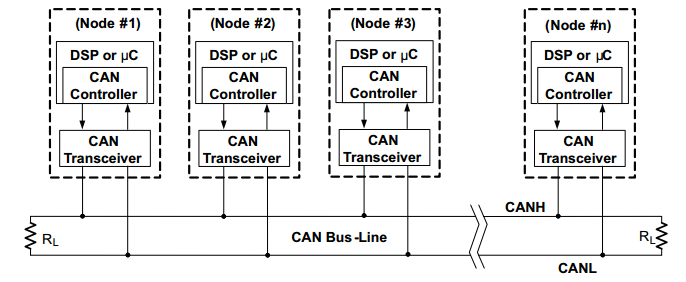 (Node #1)
DSP or µC
CAN
Controller
CAN
Transceiver
(Node #2)
DSP or µC
CAN
Controller
CAN
Transceiver
(Node #3)
DSP or µC
CAN
Controller
CAN
Transceiver
(Node #n)
DSP or µC
CAN
Controller
CAN
Transceiver
CANH
RL
CAN Bus-Line
RL
CANL